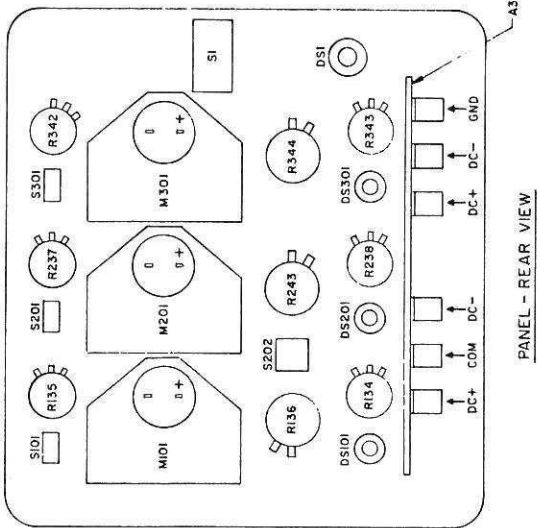 S101
R135
S201
R237
S301
R342
M101
+
M201
+
M301
+
S1
R136
S202
R243
R344
DS1
DS101
R134
DS201
R238
DS301
R343
A3
DC+
COM
DC-
DC+
DC-
GND
PANEL - REAR VIEW